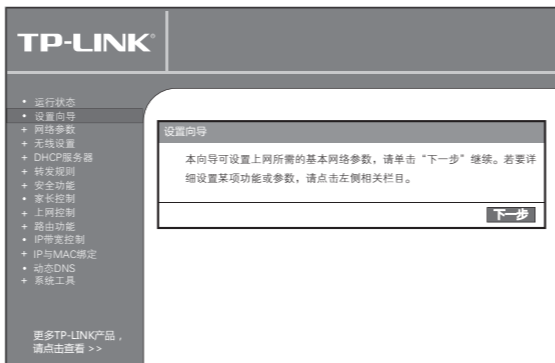 TP-LINK®
• 运行状态
• 设置向导
+ 网络参数
+ 无线设置
+ DHCP服务器
+ 转发规则
+ 安全功能
• 家长控制
+ 上网控制
+ 路由功能
• IP带宽控制
+ IP与MAC绑定
• 动态DNS
+ 系统工具
更多TP-LINK产品，
请点击查看 >>
设置向导
本向导可设置上网所需的基本网络参数，请单击“下一步”继续。若要详
细设置某项功能或参数，请点击左侧相关栏目。
下一步